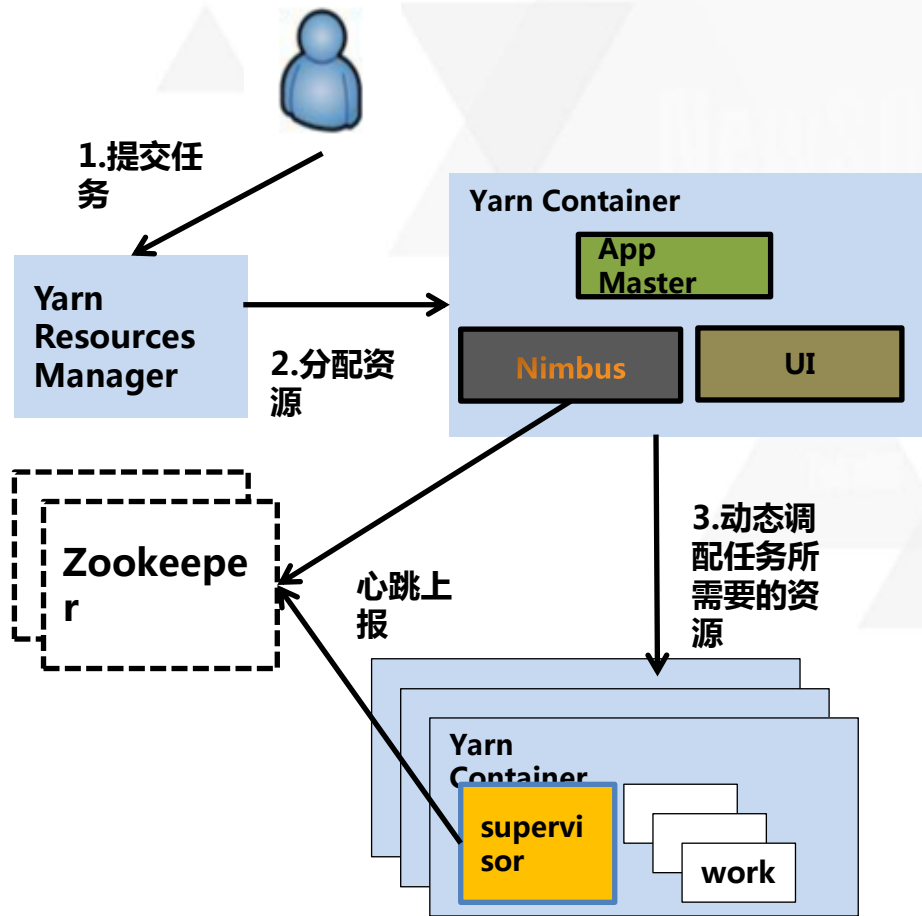 1.提交任
务
Yarn
Resources
Manager
2.分配资
源
Yarn Container
App
Master
Nimbus
UI
Zookeepe
r
心跳上
报
3.动态调
配任务所
需要的资
源
Yarn
Container
supervi
sor
work